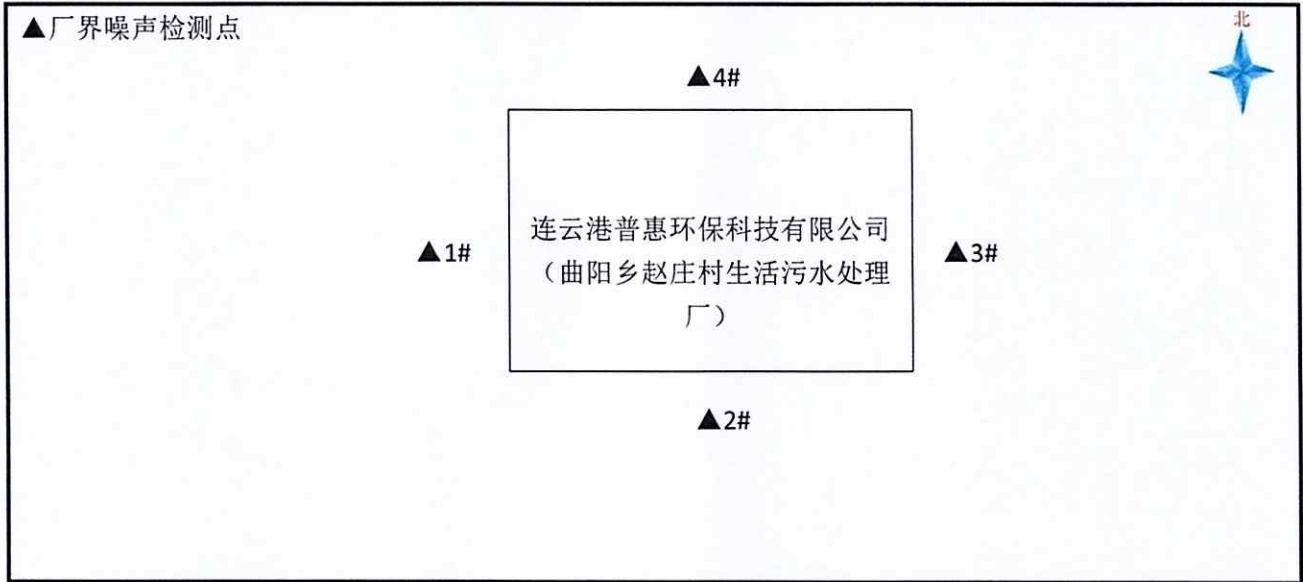 ▲厂界噪声检测点
北
▲4#
连云港普惠环保科技有限公司
（曲阳乡赵庄村生活污水处理
厂）
▲1#
▲3#
▲2#